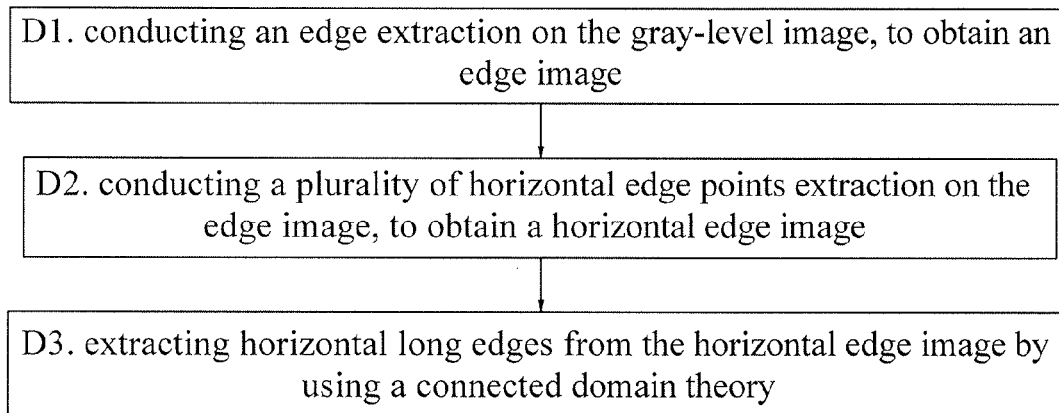 D1. conducting an edge extraction on the gray-level image, to obtain an
edge image
D2. conducting a plurality of horizontal edge points extraction on the
edge image, to obtain a horizontal edge image
D3. extracting horizontal long edges from the horizontal edge image by
using a connected domain theory